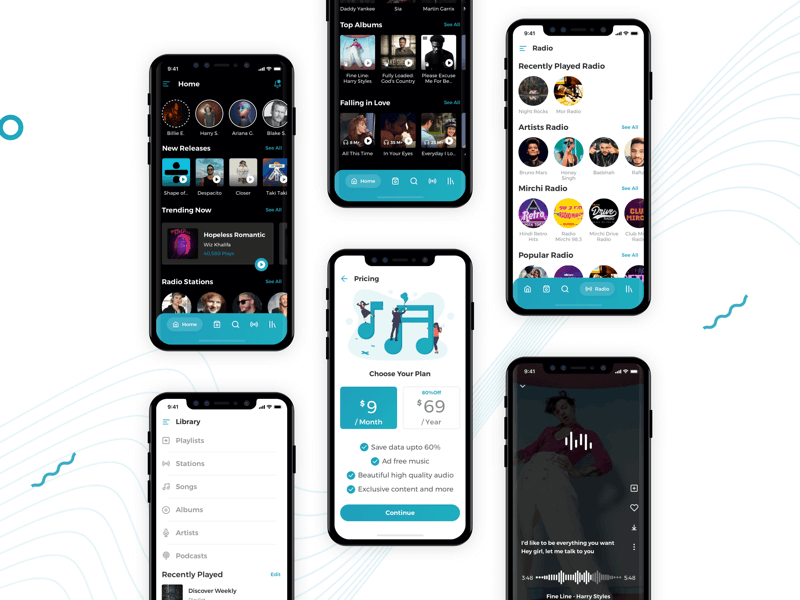 9:41
Home
Billie E.
Harry S.
Ariana G.
Blake S.
New Releases
See All
Shape of..
Despacito
Closer
Taki Taki
Trending Now
See All
Hopeless Romantic
Wiz Khalifa
Radio Stations
See All
Home
9:41
Library
Playlists
Stations
Songs
Albums
Artists
Podcasts
Recently Played
Edit
Discover Weekly
Daddy Yankee
Sia
Martin Garrix
Top Albums
See All
Fine Line:
Harry Styles
Fully Loaded:
God's Country
Please Excuse
Me For Be...
Falling in Love
See All
All This Time
In Your Eyes
Everyday I Lo...
Home
Pricing
Choose Your Plan
$9
/ Month
80%Off
$69
/ Year
Save data upto 60%
Ad free music
Beautiful high quality audio
Exclusive content and more
Continue
9:41
Radio
Recently Played Radio
Night Rocks
Mor Radio
Artists Radio
See All
Bruno Mars
Honey
Singh
Badshah
Mirchi Radio
See All
Retro
Drive
Hindi Retro
Hits
Radio
Mirchi 98.3
Mirchi Drive
Radio
Club M
Radio
Popular Radio
See All
Radio
9:41
I'd like to be everything you want
Hey girl, let me talk to you
3:48
5:48
Fine Line - Harry Styles